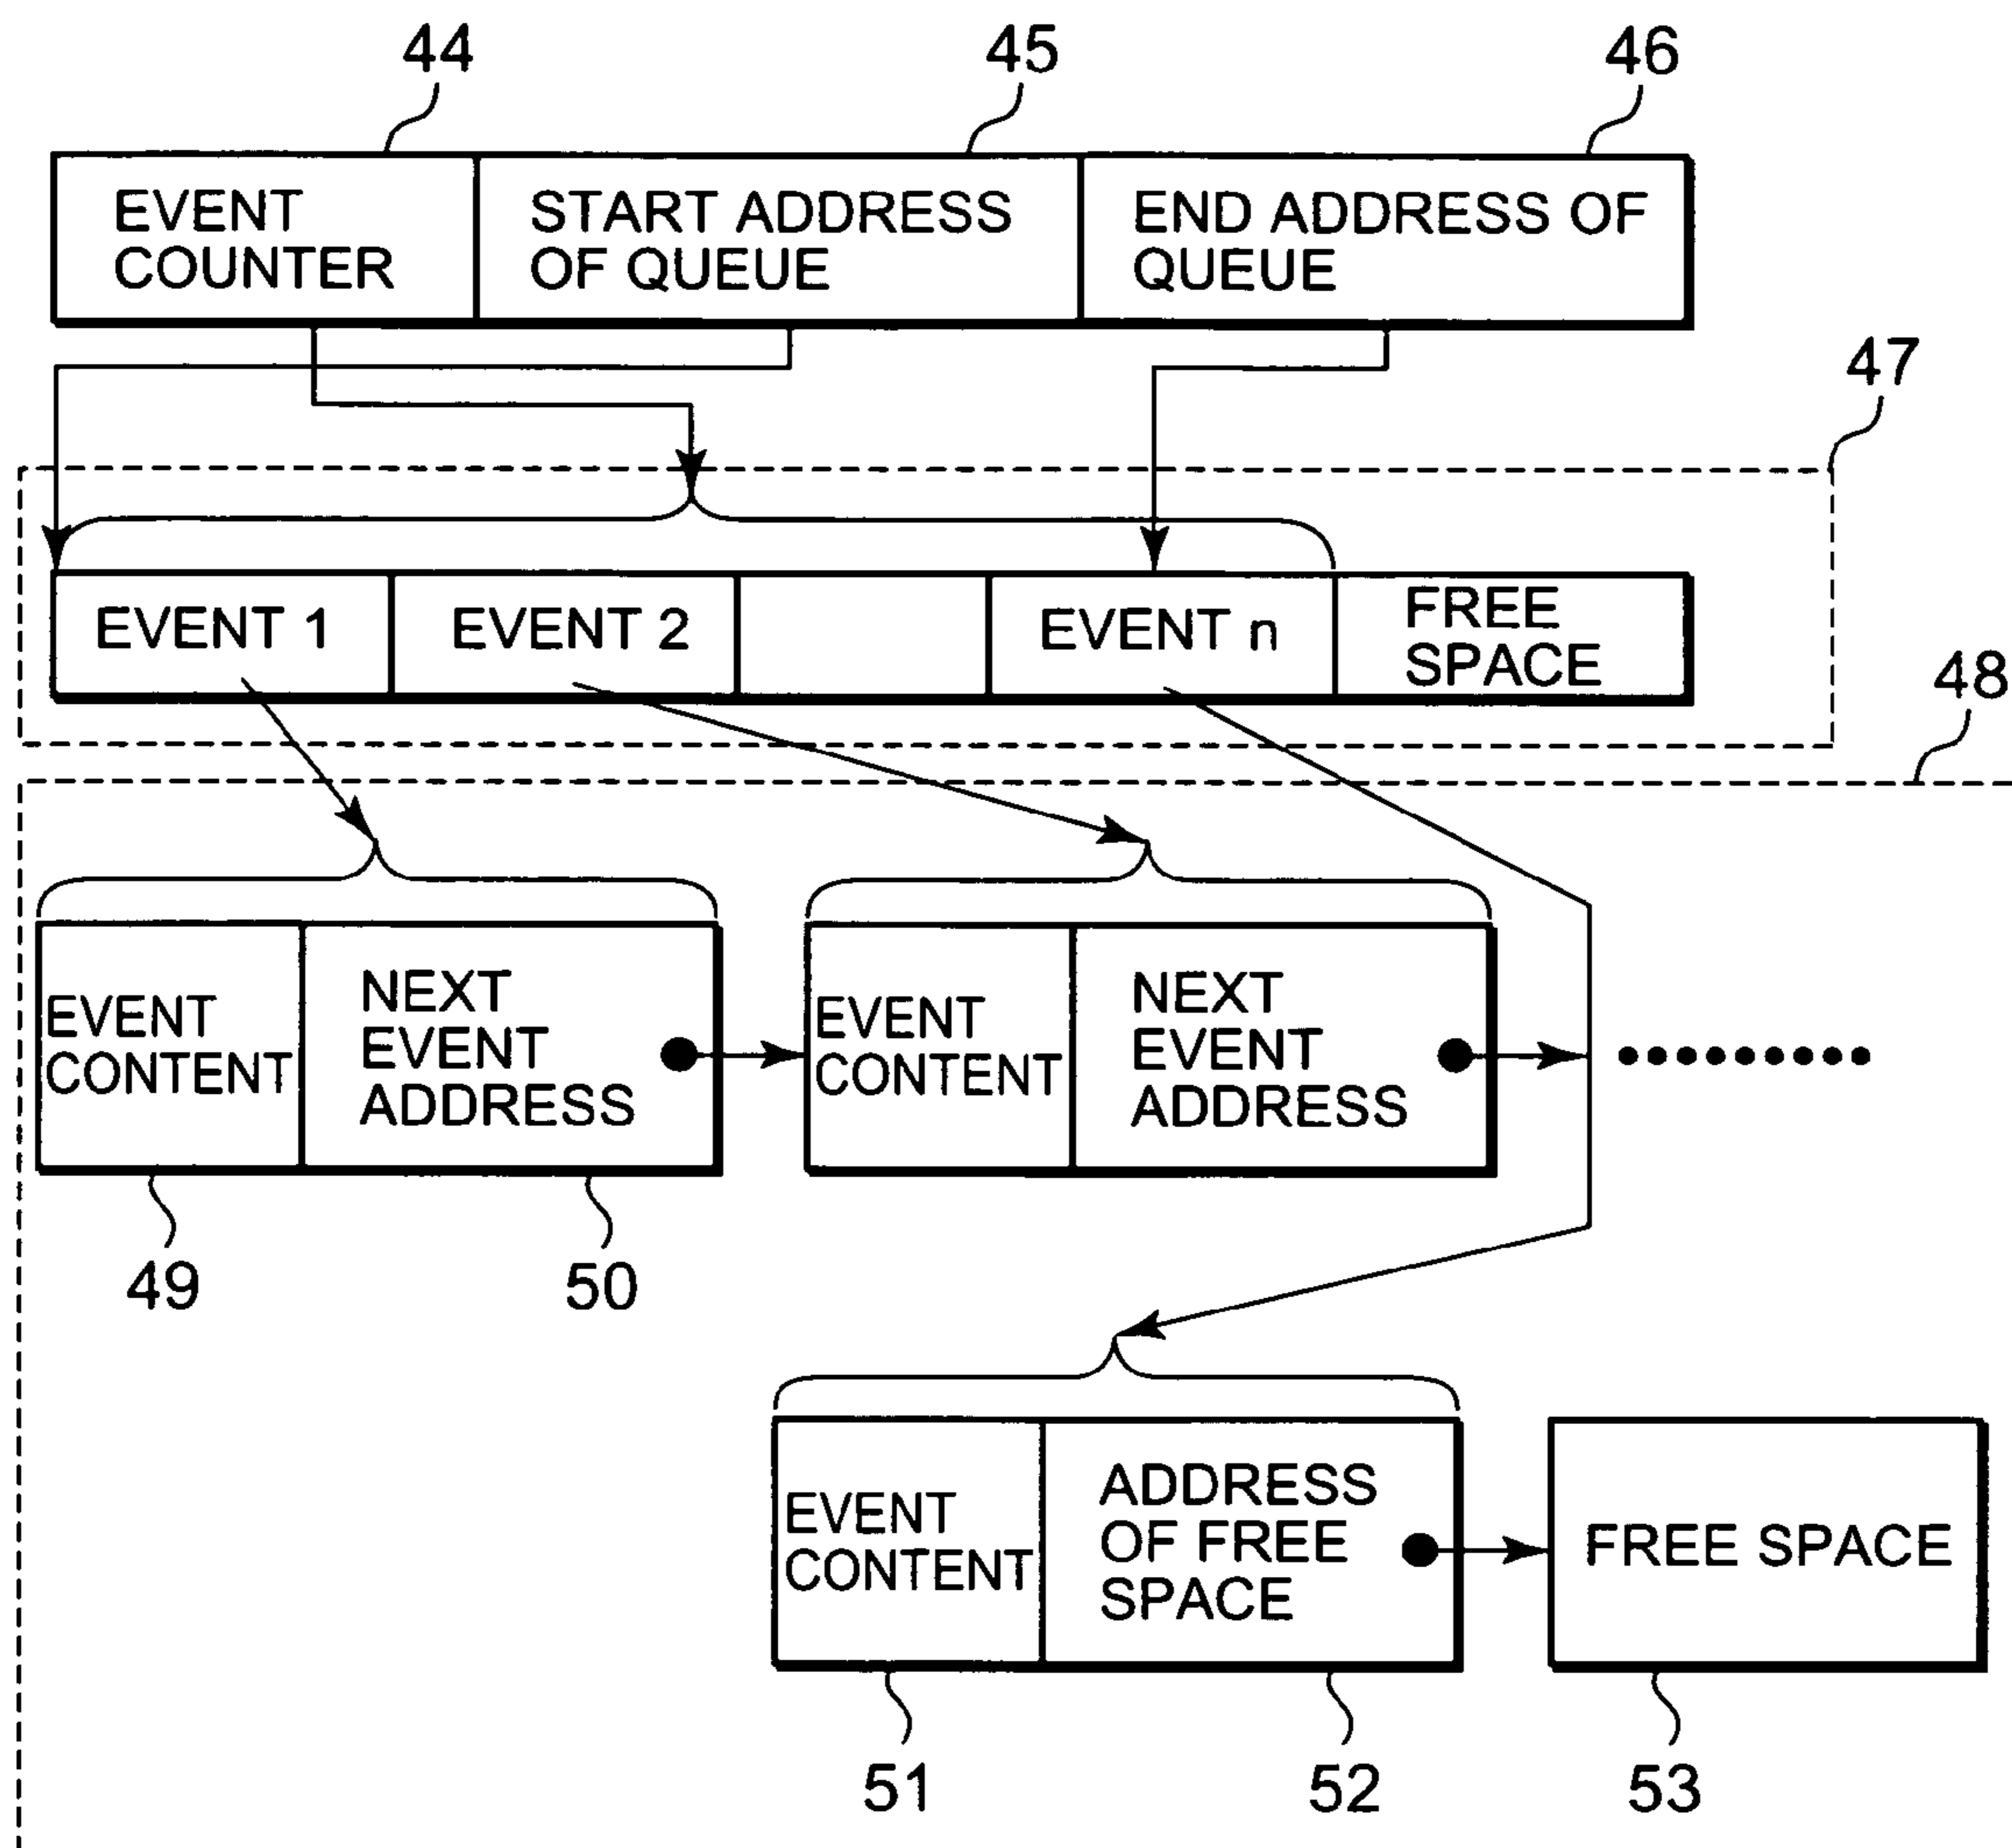 44
45
46
EVENT
COUNTER
START ADDRESS
OF QUEUE
END ADDRESS OF
QUEUE
47
EVENT 1
EVENT 2
EVENT n
FREE
SPACE
48
EVENT
CONTENT
NEXT
EVENT
ADDRESS
EVENT
CONTENT
NEXT
EVENT
ADDRESS
49
50
EVENT
CONTENT
ADDRESS
OF FREE
SPACE
FREE SPACE
51
52
53